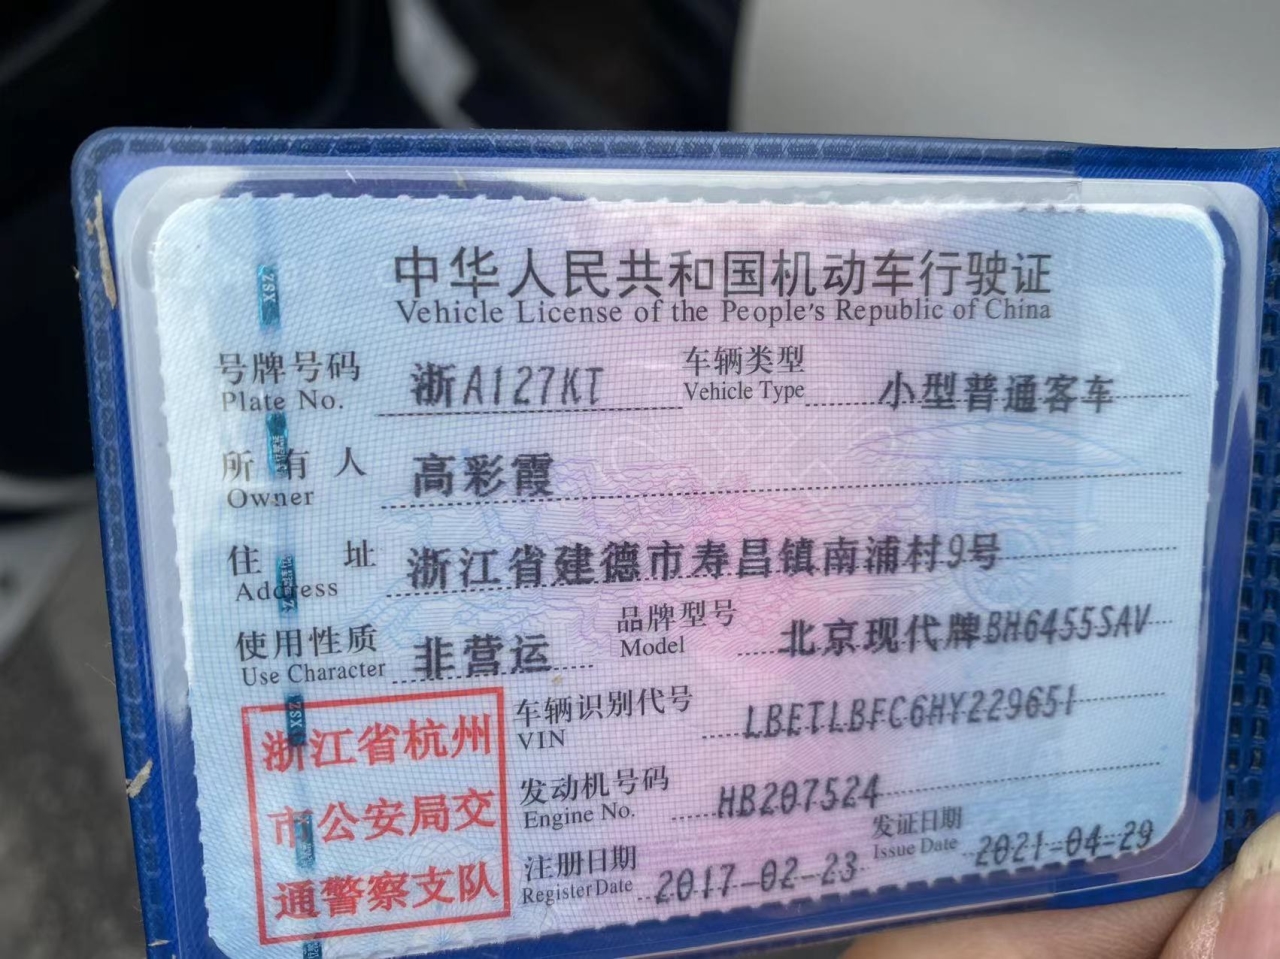 中华人民共和国机动车行驶证
Vehicle License of the People's Republic of China
号牌号码 浙A127KT 车辆类型 小型普通客车
Plate No. Vehicle Type
所有人 高彩霞
Owner
住址 浙江省建德市寿昌镇南浦村9号
Address
使用性质 非营运 品牌型号 北京现代牌BH6455SAV
Use Character Model
车辆识别代号 LBETLBFC6HY229651
VIN
发动机号码 HB207524
Engine No.
注册日期 2017-02-23 发证日期 2021-04-29
Register Date Issue Date
浙江省杭州
市公安局交
通警察支队
ZSX
ZSX